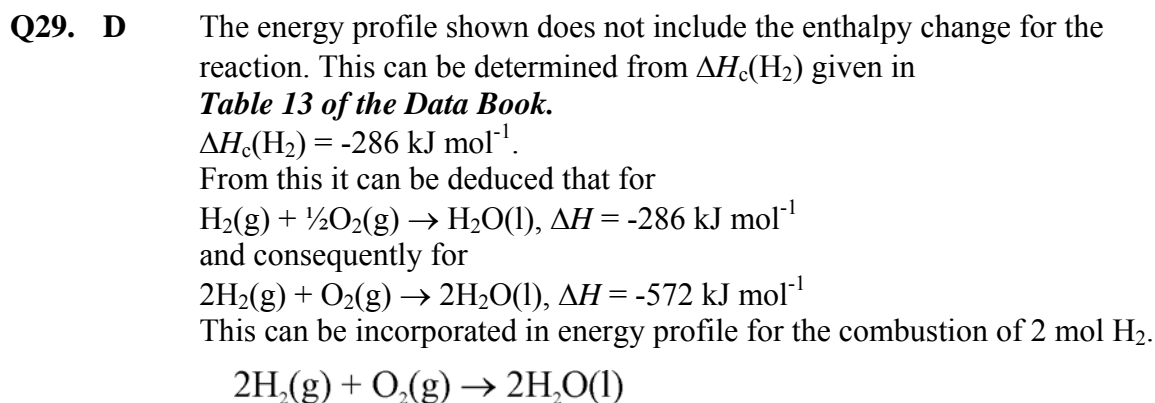 Q29. D The energy profile shown does not include the enthalpy change for the
reaction. This can be determined from ΔHc(H₂) given in
Table 13 of the Data Book.
ΔHc(H₂) = -286 kJ mol⁻¹.
From this it can be deduced that for
H₂(g) + ½O₂(g) → H₂O(l), ΔH = -286 kJ mol⁻¹
and consequently for
2H₂(g) + O₂(g) → 2H₂O(l), ΔH = -572 kJ mol⁻¹
This can be incorporated in energy profile for the combustion of 2 mol H₂.
2H₂(g) + O₂(g) → 2H₂O(l)